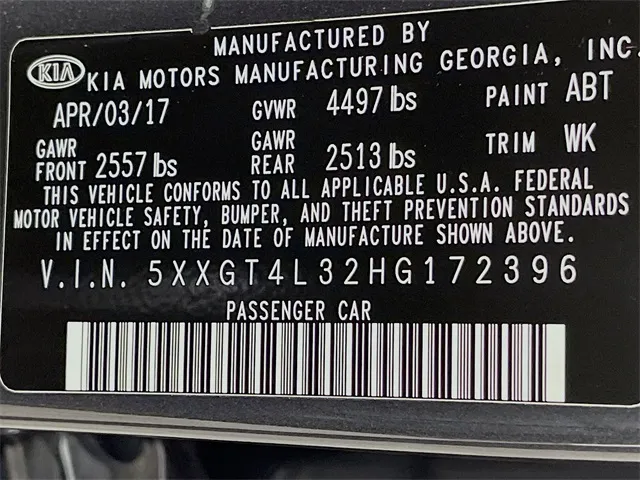 MANUFACTURED BY
KIA KIA MOTORS MANUFACTURING GEORGIA, INC.
APR/03/17 GVWR 4497 lbs PAINT ABT
GAWR FRONT 2557 lbs GAWR REAR 2513 lbs TRIM WK
THIS VEHICLE CONFORMS TO ALL APPLICABLE U.S.A. FEDERAL
MOTOR VEHICLE SAFETY, BUMPER, AND THEFT PREVENTION STANDARDS
IN EFFECT ON THE DATE OF MANUFACTURE SHOWN ABOVE.
V.I.N. 5XXGT4L32HG172396
PASSENGER CAR